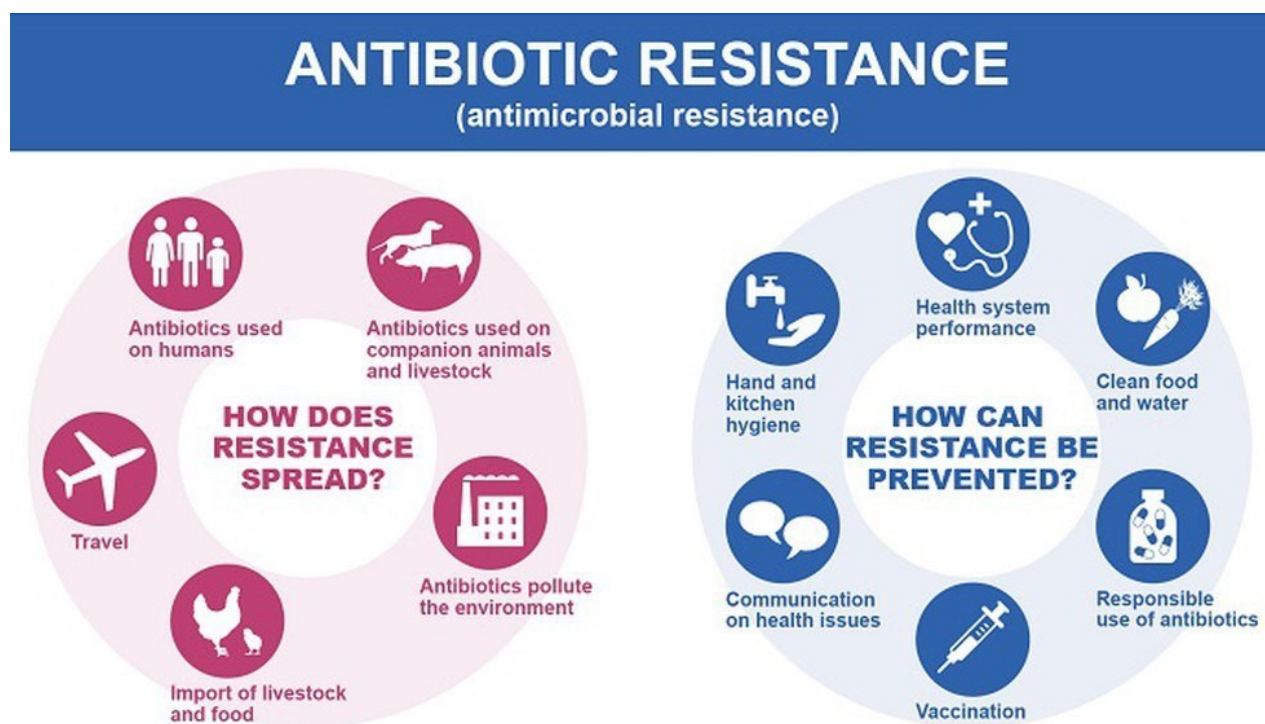 ANTIBIOTIC RESISTANCE
(antimicrobial resistance)
Antibiotics used
on humans
Antibiotics used on
companion animals
and livestock
HOW DOES
RESISTANCE
SPREAD?
Travel
Antibiotics pollute
the environment
Import of livestock
and food
Health system
performance
Hand and
kitchen
hygiene
Clean food
and water
HOW CAN
RESISTANCE BE
PREVENTED?
Communication
on health issues
Responsible
use of antibiotics
Vaccination